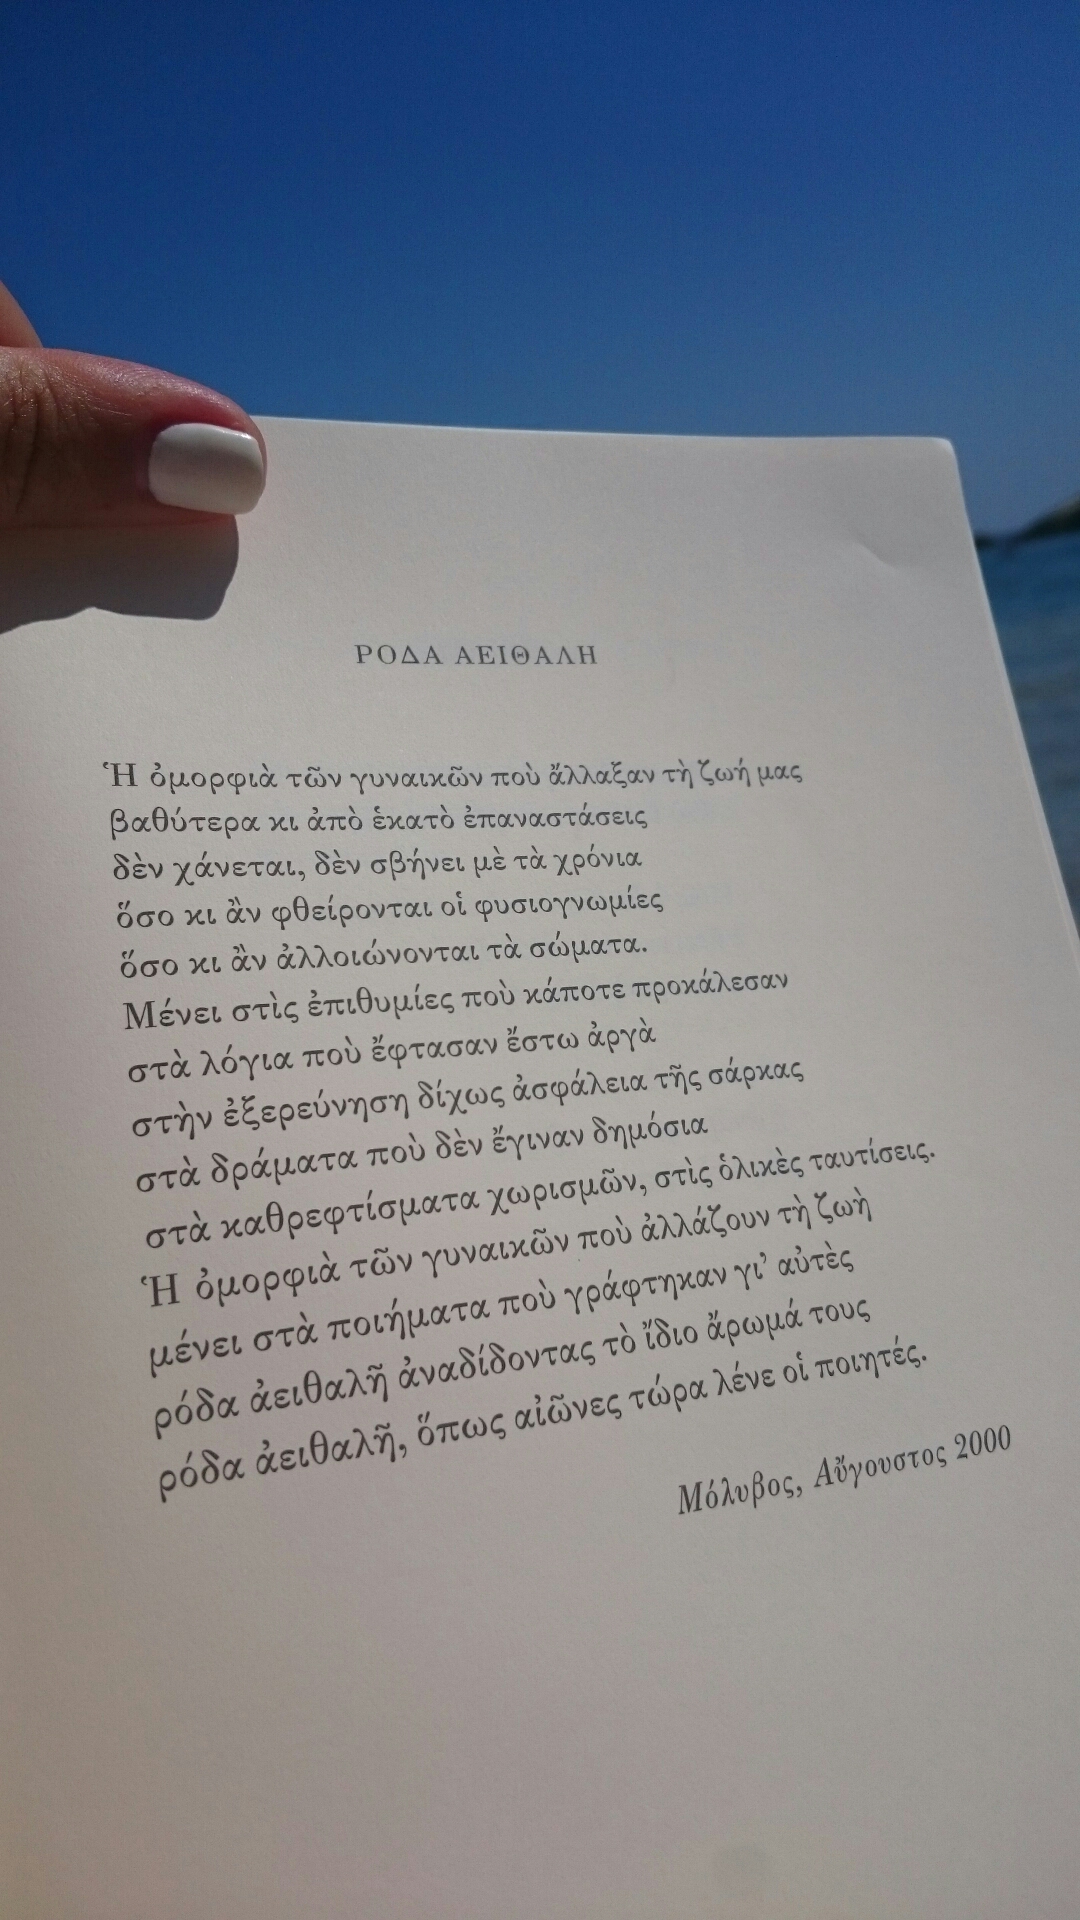 ΡΟΔΑ ΑΕΙΘΑΛΗ
Ἡ ὀμορφιὰ τῶν γυναικῶν ποὺ ἄλλαξαν τὴ ζωή μας
βαθύτερα κι ἀπὸ ἑκατὸ ἐπαναστάσεις
δὲν χάνεται, δὲν σβήνει μὲ τὰ χρόνια
ὅσο κι ἂν φθείρονται οἱ φυσιογνωμίες
ὅσο κι ἂν ἀλλοιώνονται τὰ σώματα.
Μένει στὶς ἐπιθυμίες ποὺ κάποτε προκάλεσαν
στὰ λόγια ποὺ ἔφτασαν ἔστω ἀργὰ
στὴν ἐξερεύνηση δίχως ἀσφάλεια τῆς σάρκας
στὰ δράματα ποὺ δὲν ἔγιναν δημόσια
στὰ καθρεφτίσματα χωρισμῶν, στὶς ὁλικὲς ταυτίσεις.
Ἡ ὀμορφιὰ τῶν γυναικῶν ποὺ ἀλλάζουν τὴ ζωὴ
μένει στὰ ποιήματα ποὺ γράφτηκαν γι’ αὐτὲς
ρόδα ἀειθαλῆ ἀναδίδοντας τὸ ἴδιο ἄρωμά τους
ρόδα ἀειθαλῆ, ὅπως αἰῶνες τώρα λένε οἱ ποιητές.
Μόλυβος, Αὔγουστος 2000